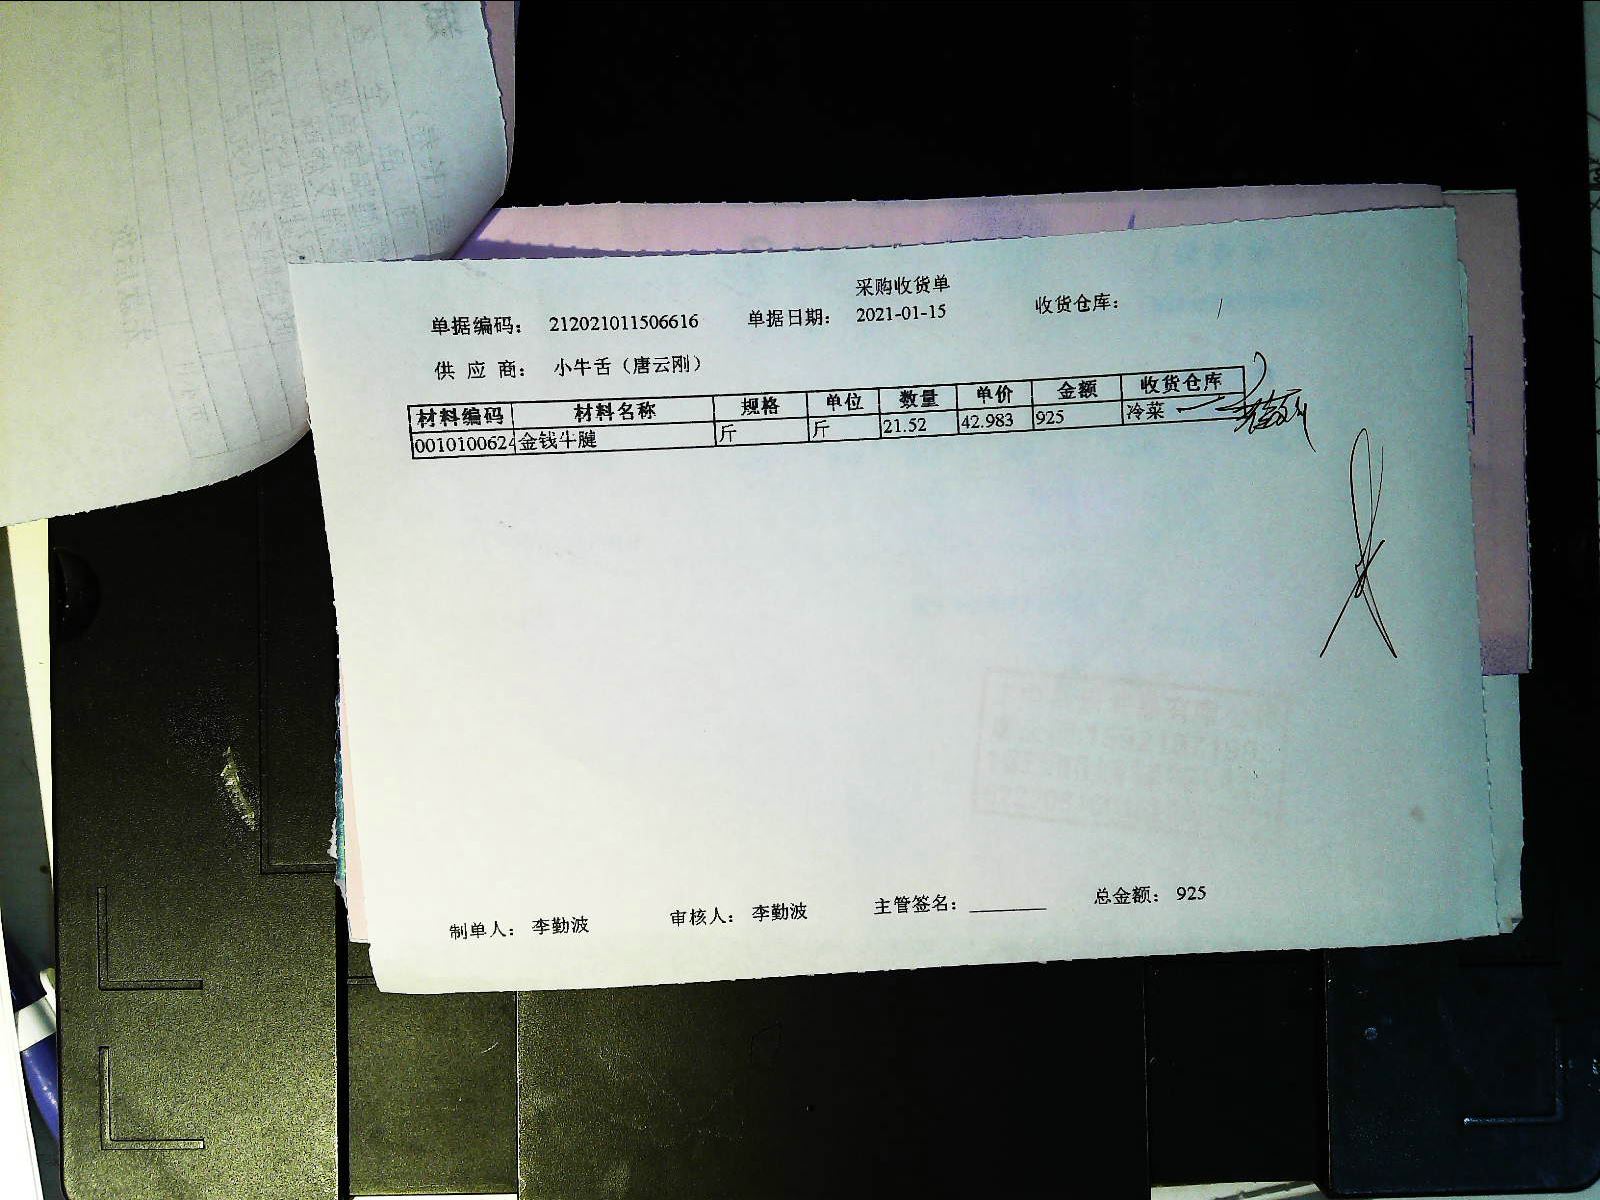 采购收货单
单据编码： 212021011506616 单据日期： 2021-01-15 收货仓库：
供 应 商： 小牛舌（唐云刚）
材料编码 材料名称 规格 单位 数量 单价 金额 收货仓库
0010100624 金钱牛腱 斤 斤 21.52 42.983 925 冷菜
制单人： 李勤波 审核人： 李勤波 主管签名：________ 总金额： 925